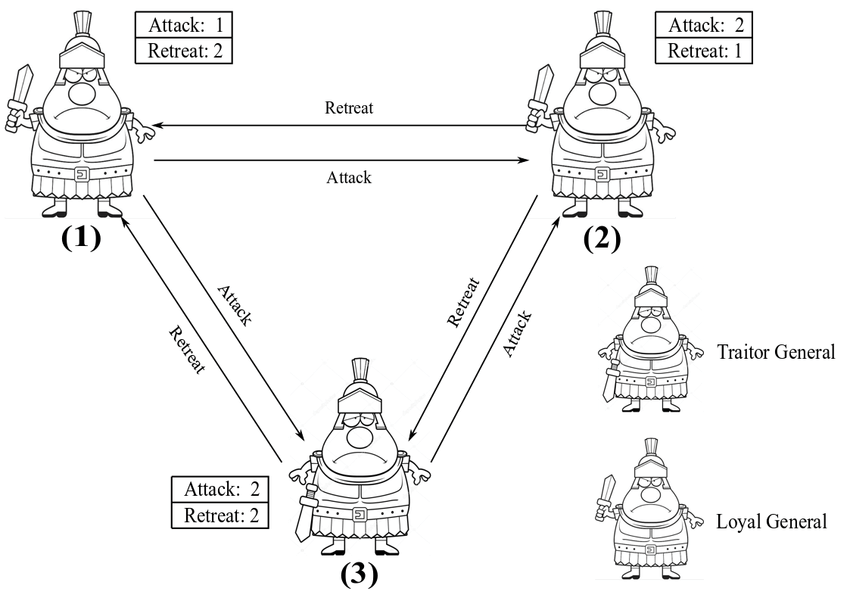 Attack: 1
Retreat: 2
Attack: 2
Retreat: 1
Retreat
Attack
(1)
(2)
Attack
Retreat
Retreat
Attack
Traitor General
Attack: 2
Retreat: 2
Loyal General
(3)